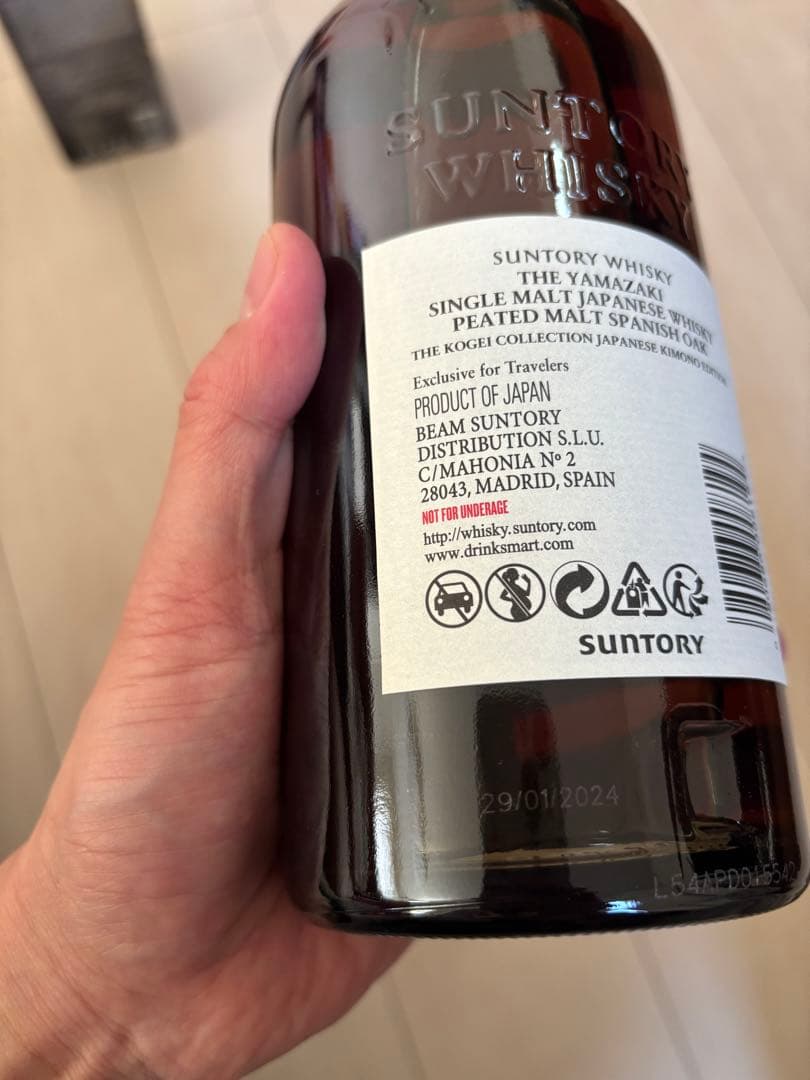 SUNTORY
WHISKY
SUNTORY WHISKY
THE YAMAZAKI
SINGLE MALT JAPANESE WHISKY
PEATED MALT SPANISH OAK
THE KOGEI COLLECTION JAPANESE KIMONO EDITION
Exclusive for Travelers
PRODUCT OF JAPAN
BEAM SUNTORY
DISTRIBUTION S.L.U.
C/MAHONIA Nº 2
28043, MADRID, SPAIN
NOT FOR UNDERAGE
http://whisky.suntory.com
www.drinksmart.com
SUNTORY
29/01/2024